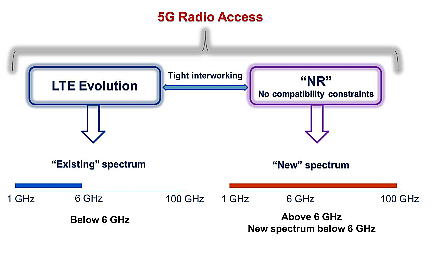 5G Radio Access
LTE Evolution
Tight interworking
“NR”
No compatibility constraints
“Existing” spectrum
“New” spectrum
1 GHz 6 GHz 100 GHz
1 GHz 6 GHz 100 GHz
Below 6 GHz
Above 6 GHz
New spectrum below 6 GHz